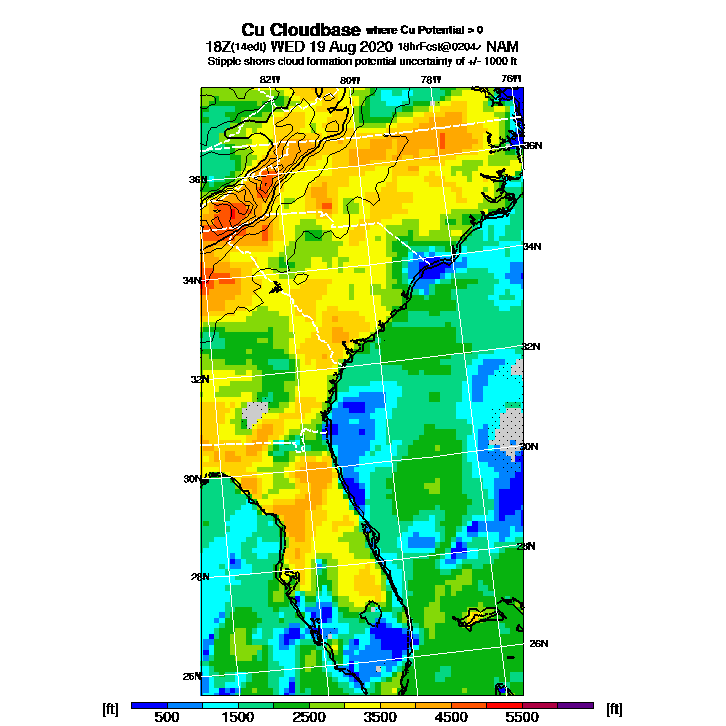 Cu Cloudbase where Cu Potential > 0
18Z(14edt) WED 19 Aug 2020 18hrFcst@0204z NAM
Stipple shows cloud formation potential uncertainty of +/- 1000 ft
82W 80W 78W 76W
36N
36N
34N
34N
32N
32N
30N
30N
28N
28N
26N
26N
[ft] 500 1500 2500 3500 4500 5500 [ft]